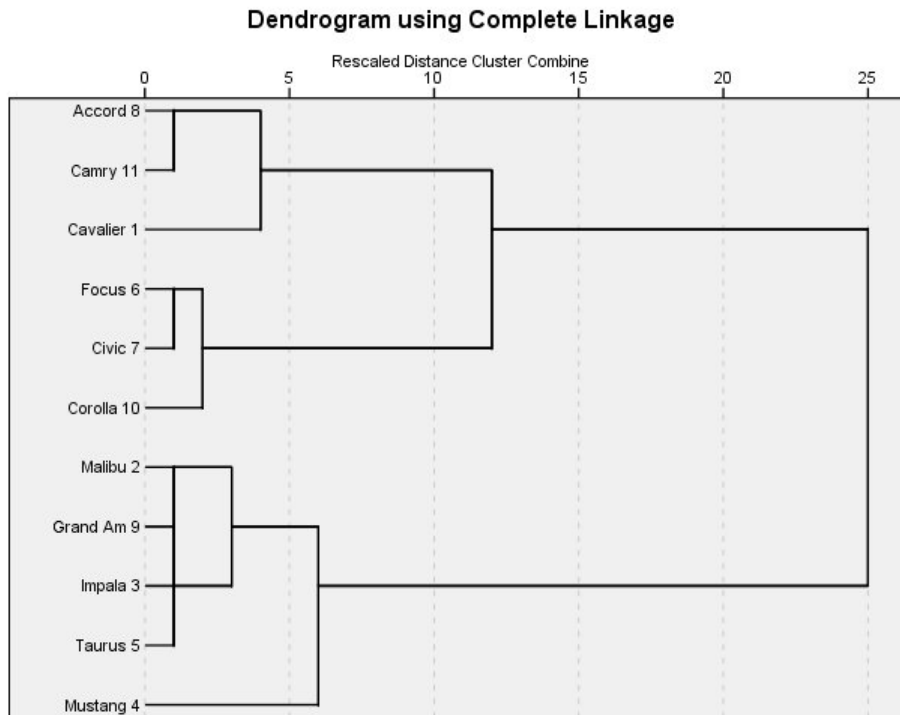 Dendrogram using Complete Linkage
Rescaled Distance Cluster Combine
0 5 10 15 20 25
Accord 8
Camry 11
Cavalier 1
Focus 6
Civic 7
Corolla 10
Malibu 2
Grand Am 9
Impala 3
Taurus 5
Mustang 4